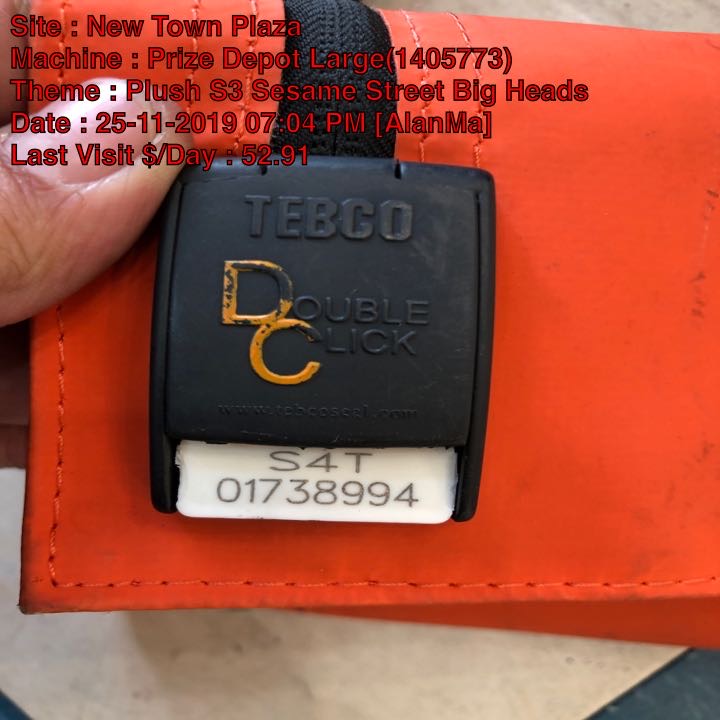 Site : New Town Plaza
Machine : Prize Depot Large(1405773)
Theme : Plush S3 Sesame Street Big Heads
Date : 25-11-2019 07:04 PM [AlanMa]
Last Visit $/Day : 52.91
TEBCO
DOUBLE
CLICK
www.tebcoseal.com
S4T
01738994